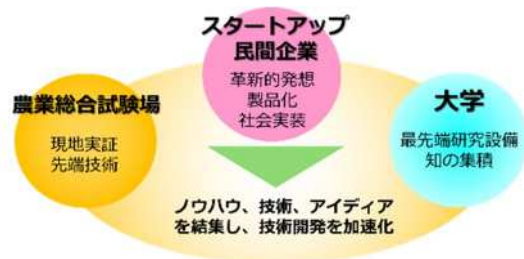 スタートアップ
民間企業
革新的発想
製品化
社会実装
農業総合試験場
現地実証
先端技術
大学
最先端研究設備
知の集積
ノウハウ、技術、アイディア
を結集し、技術開発を加速化